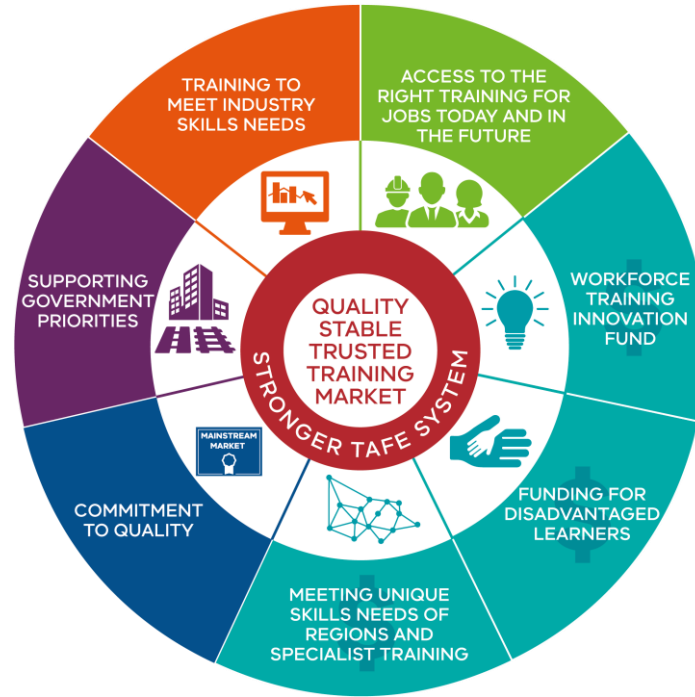 TRAINING TO
MEET INDUSTRY
SKILLS NEEDS
ACCESS TO THE
RIGHT TRAINING FOR
JOBS TODAY AND IN
THE FUTURE
WORKFORCE
TRAINING
INNOVATION
FUND
$
FUNDING FOR
DISADVANTAGED
LEARNERS
$
MEETING UNIQUE
SKILLS NEEDS OF
REGIONS AND
SPECIALIST TRAINING
$
COMMITMENT
TO QUALITY
MAINSTREAM
MARKET
SUPPORTING
GOVERNMENT
PRIORITIES
QUALITY
STABLE
TRUSTED
TRAINING
MARKET
STRONGER TAFE SYSTEM